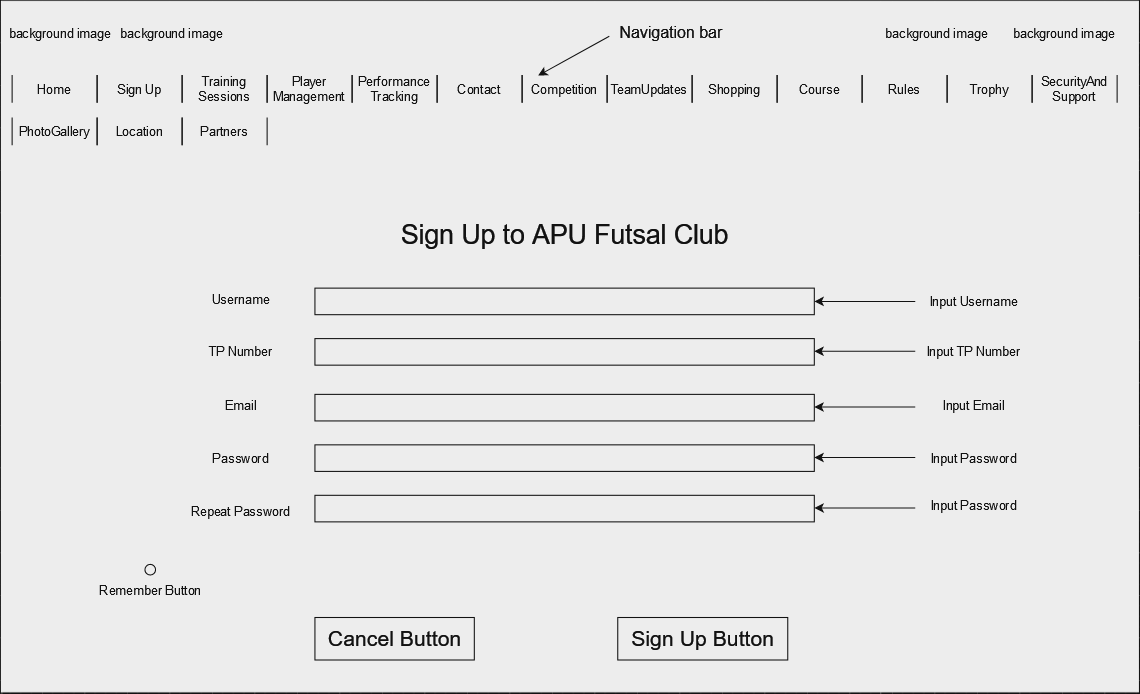 background image background image Navigation bar background image background image
Home Sign Up Training Sessions Player Management Performance Tracking Contact Competition TeamUpdates Shopping Course Rules Trophy SecurityAnd Support
PhotoGallery Location Partners
Sign Up to APU Futsal Club
Username Input Username
TP Number Input TP Number
Email Input Email
Password Input Password
Repeat Password Input Password
Remember Button
Cancel Button Sign Up Button